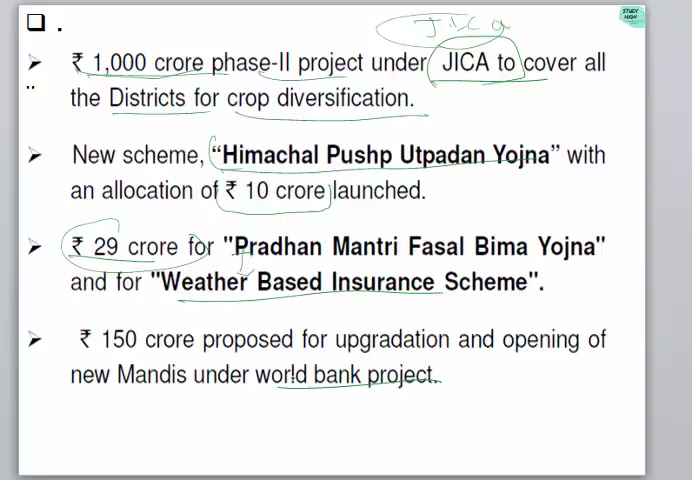 STUDY
❑ .
JICA
➢ ₹ 1,000 crore phase-II project under JICA to cover all
.. the Districts for crop diversification.
➢ New scheme, “Himachal Pushp Utpadan Yojna” with
an allocation of ₹ 10 crore launched.
➢ ₹ 29 crore for "Pradhan Mantri Fasal Bima Yojna"
and for "Weather Based Insurance Scheme".
➢ ₹ 150 crore proposed for upgradation and opening of
new Mandis under world bank project.